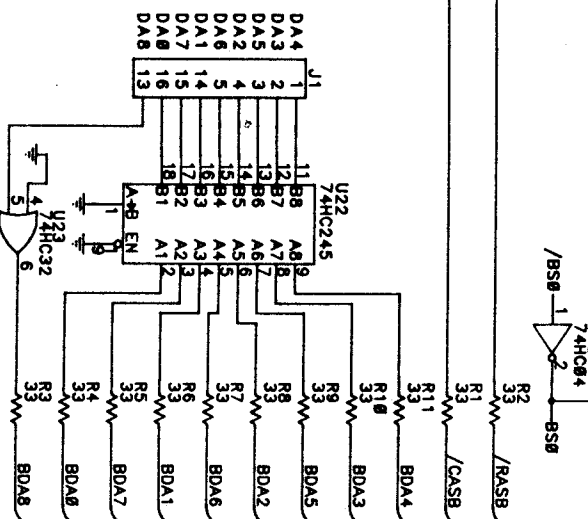 74HC04
/BS0 1 2 BS0
R2
33 /RASB
R1
33 /CASB
J1
U22
74HC245
DA4 1 11 B8 A8 9 R11 33 BDA4
DA3 2 12 B7 A7 8 R10 33 BDA3
DA5 3 13 B6 A6 7 R9 33 BDA5
DA2 4 14 B5 A5 6 R8 33 BDA2
DA6 5 15 B4 A4 5 R7 33 BDA6
DA1 14 16 B3 A3 4 R6 33 BDA1
DA7 15 17 B2 A2 3 R5 33 BDA7
DA0 16 18 B1 A1 2 R4 33 BDA0
EN
1 A→B
DA8 13
U23
74HC32
4
5 6 R3 33 BDA8